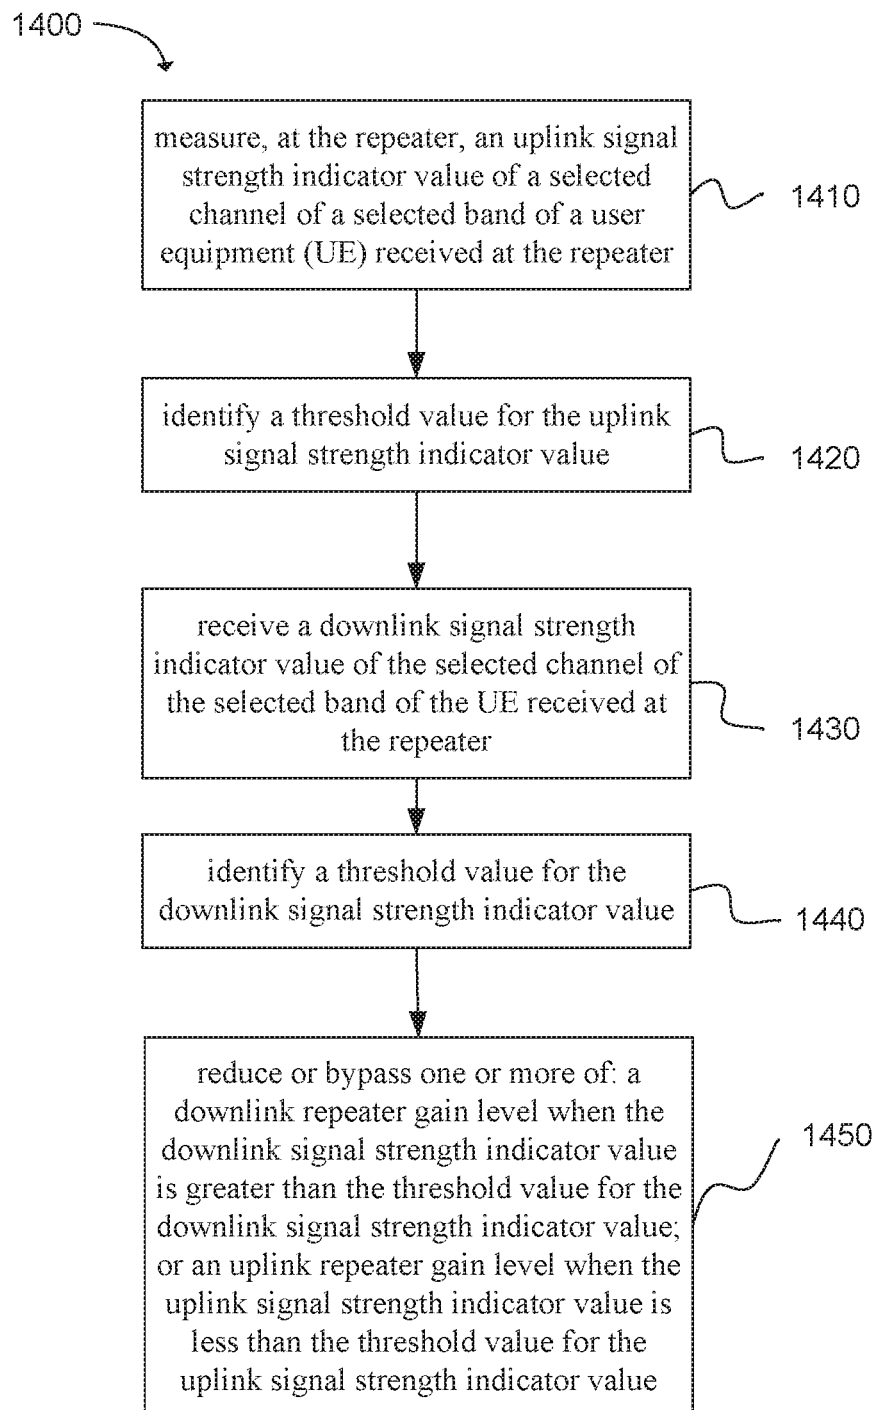 1400
measure, at the repeater, an uplink signal
strength indicator value of a selected
channel of a selected band of a user
equipment (UE) received at the repeater
1410
identify a threshold value for the uplink
signal strength indicator value
1420
receive a downlink signal strength
indicator value of the selected channel of
the selected band of the UE received at
the repeater
1430
identify a threshold value for the
downlink signal strength indicator value
1440
reduce or bypass one or more of: a
downlink repeater gain level when the
downlink signal strength indicator value
is greater than the threshold value for the
downlink signal strength indicator value;
or an uplink repeater gain level when the
uplink signal strength indicator value is
less than the threshold value for the
uplink signal strength indicator value
1450